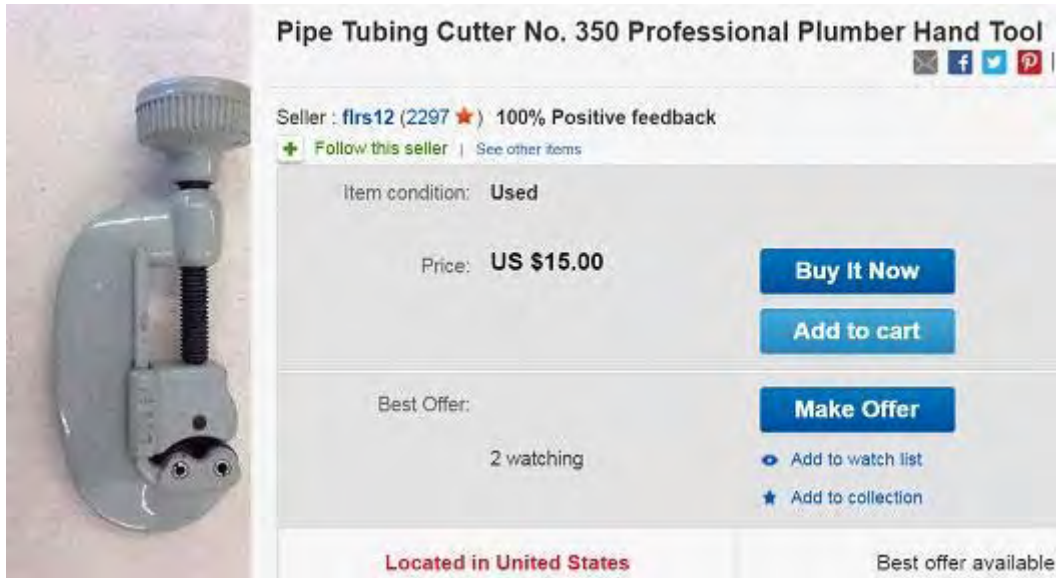 Pipe Tubing Cutter No. 350 Professional Plumber Hand Tool
Seller : flrs12 (2297 ) 100% Positive feedback
Follow this seller | See other items
Item condition: Used
Price: US $15.00
Buy It Now
Add to cart
Best Offer:
Make Offer
2 watching
Add to watch list
Add to collection
Located in United States
Best offer available